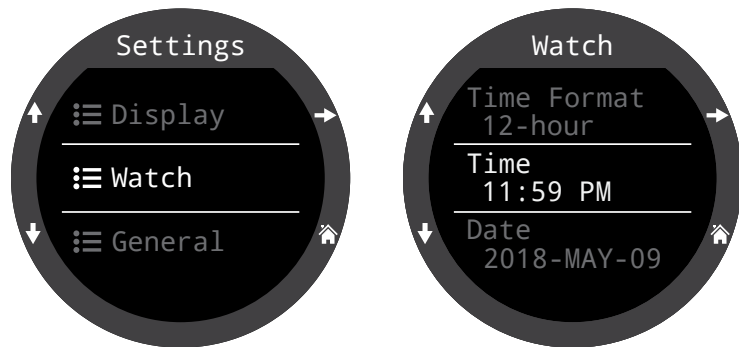 Settings
Display
Watch
General
Watch
Time Format
12-hour
Time
11:59 PM
Date
2018-MAY-09